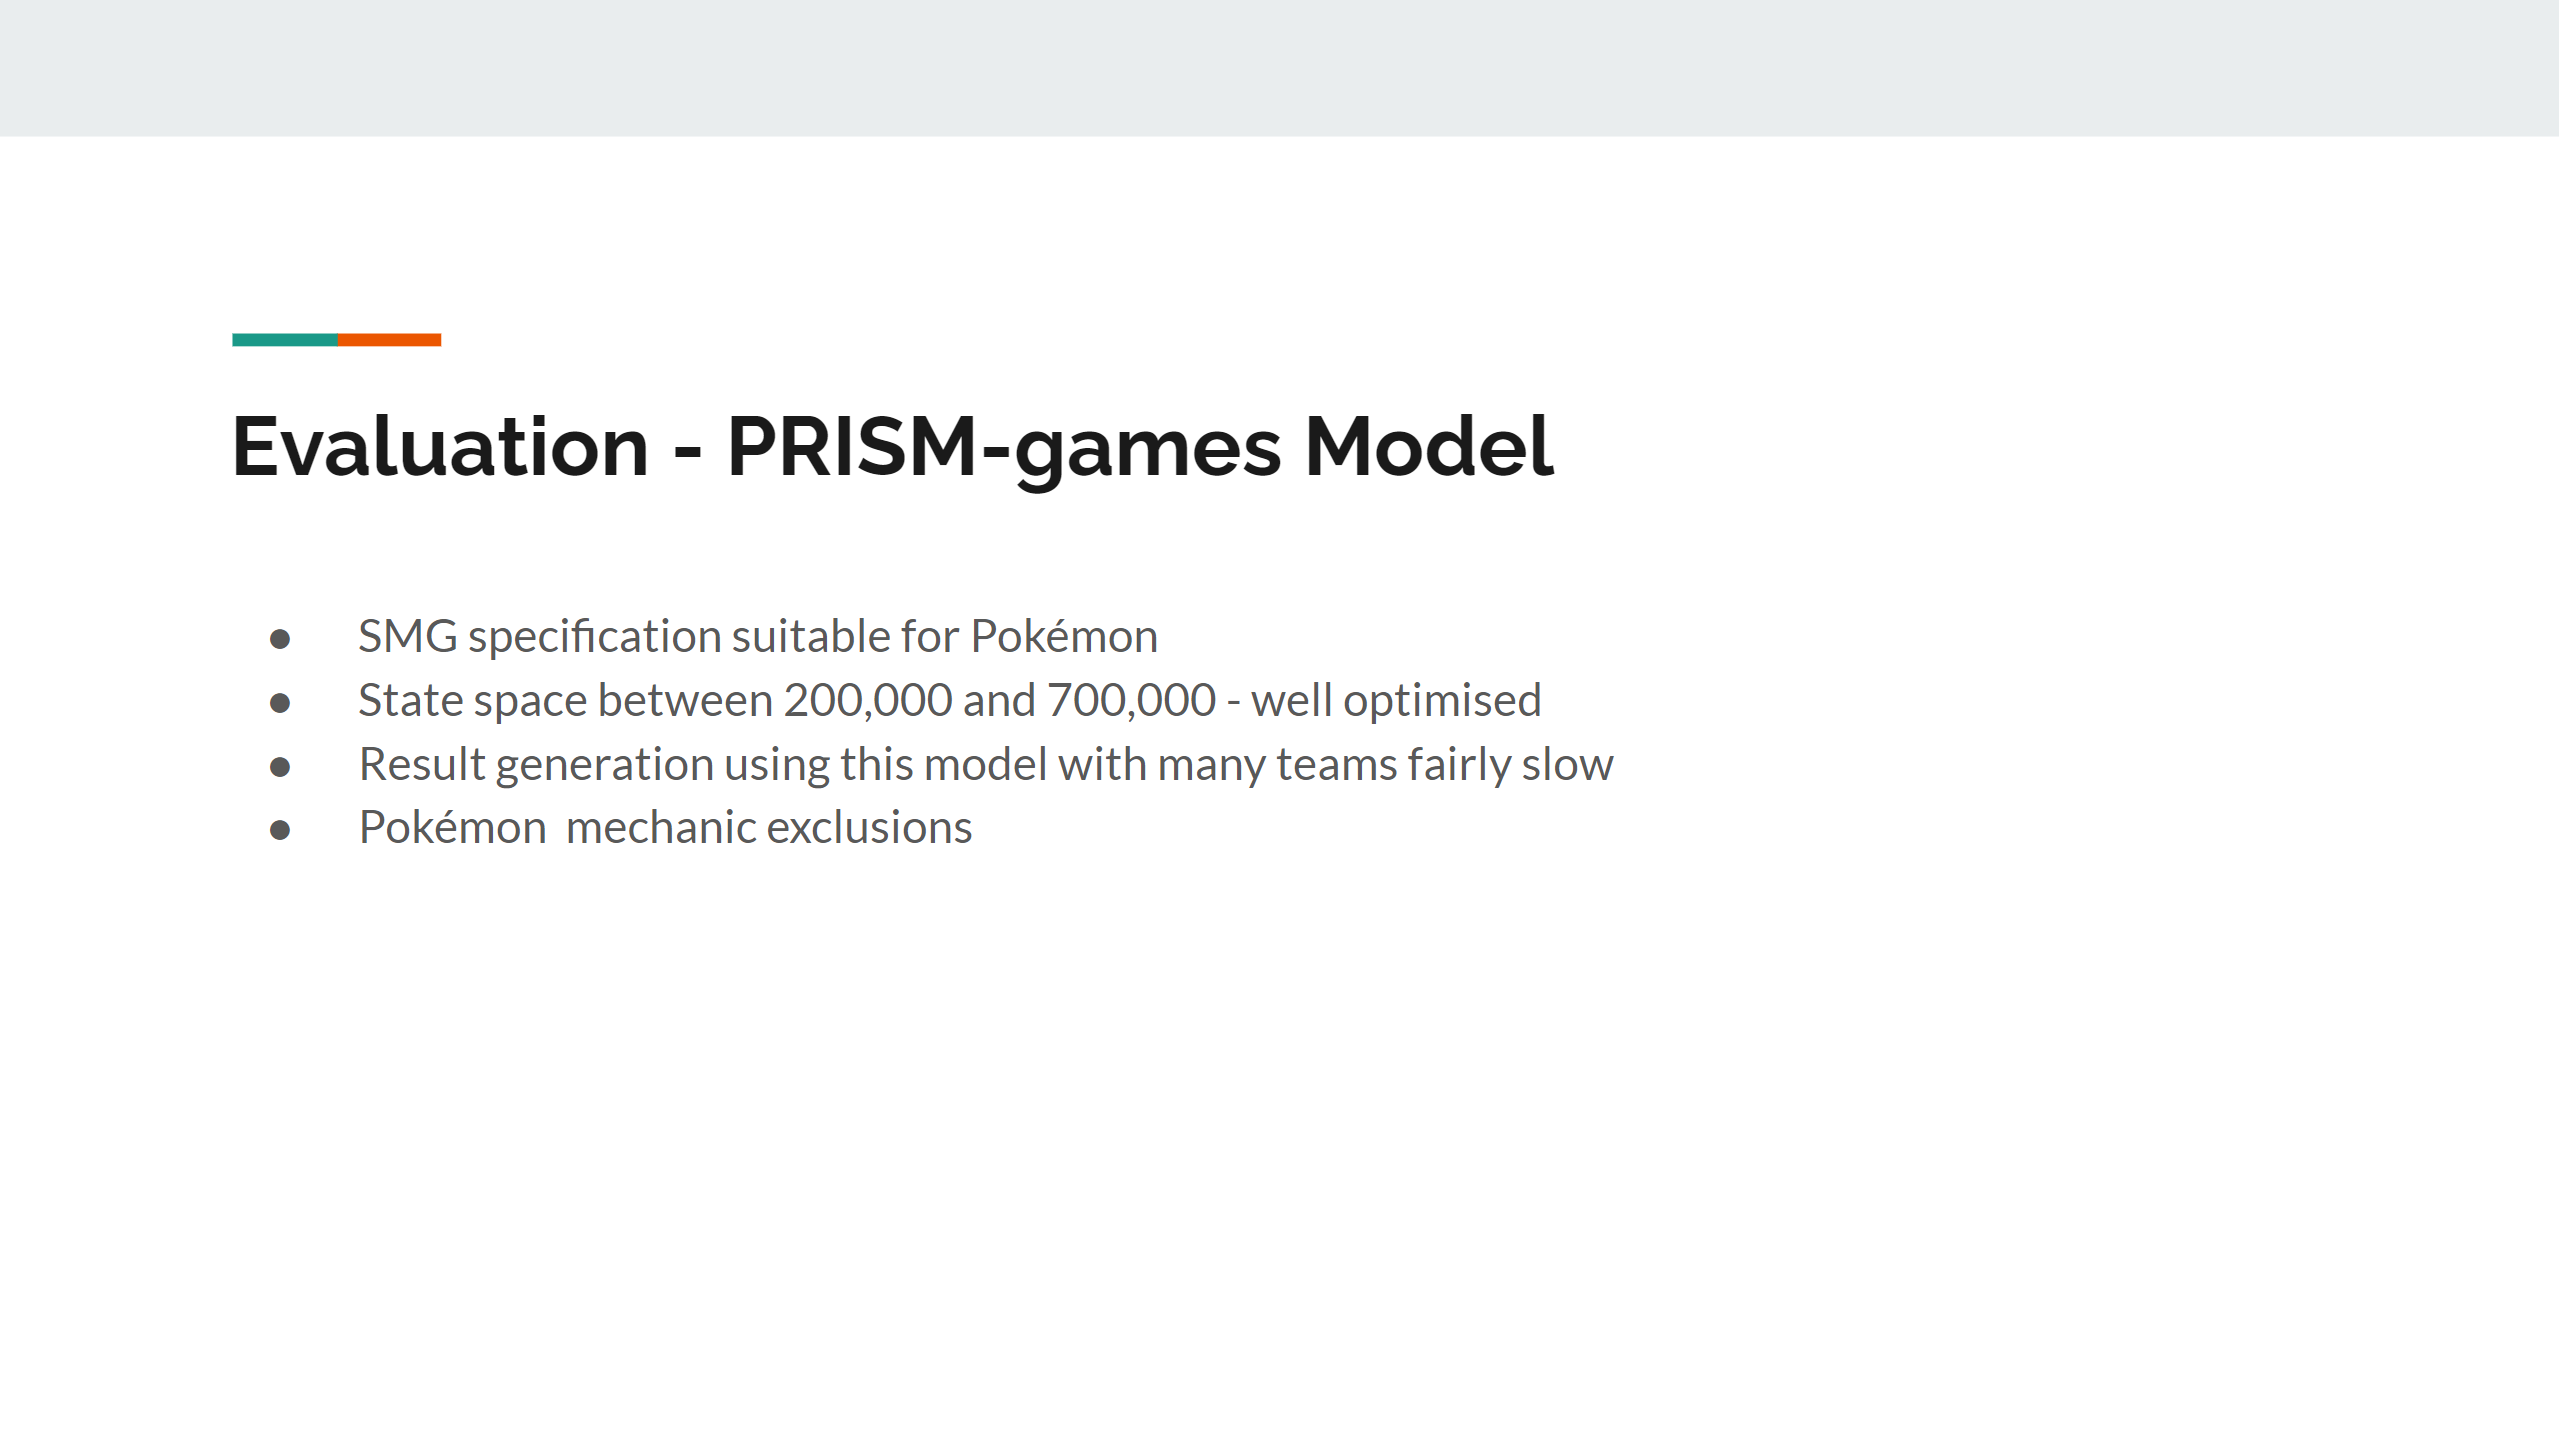 Evaluation - PRISM-games Model
● SMG specification suitable for Pokémon
● State space between 200,000 and 700,000 - well optimised
● Result generation using this model with many teams fairly slow
● Pokémon  mechanic exclusions